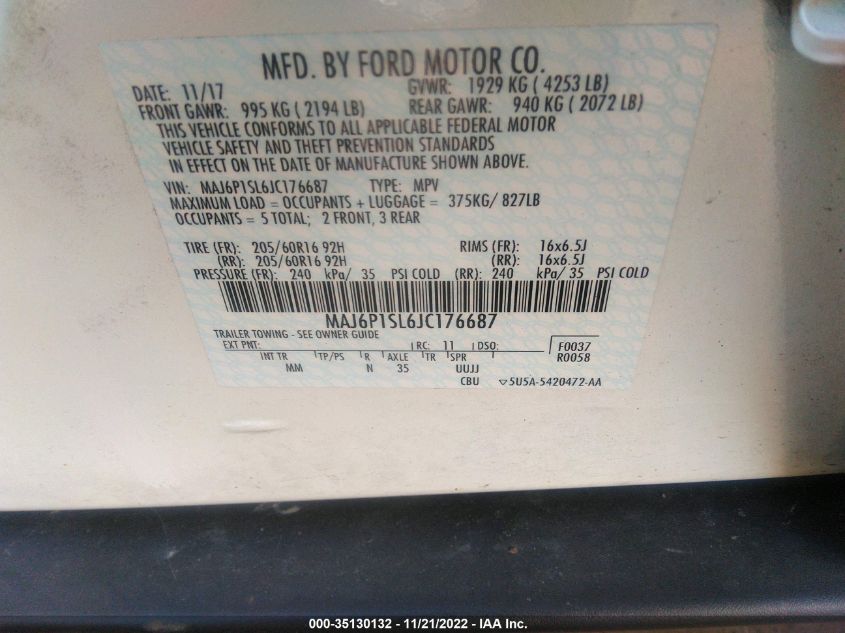 MFD. BY FORD MOTOR CO.
DATE: 11/17 GVWR: 1929 KG ( 4253 LB)
FRONT GAWR: 995 KG ( 2194 LB) REAR GAWR: 940 KG ( 2072 LB)
THIS VEHICLE CONFORMS TO ALL APPLICABLE FEDERAL MOTOR
VEHICLE SAFETY AND THEFT PREVENTION STANDARDS
IN EFFECT ON THE DATE OF MANUFACTURE SHOWN ABOVE.
VIN: MAJ6P1SL6JC176687 TYPE: MPV
MAXIMUM LOAD = OCCUPANTS + LUGGAGE = 375KG/ 827LB
OCCUPANTS = 5 TOTAL; 2 FRONT, 3 REAR
TIRE (FR): 205/60R16 92H RIMS (FR): 16x6.5J
(RR): 205/60R16 92H (RR): 16x6.5J
PRESSURE (FR): 240 kPa/ 35 PSI COLD (RR): 240 kPa/ 35 PSI COLD
MAJ6P1SL6JC176687
TRAILER TOWING - SEE OWNER GUIDE
EXT PNT: RC: 11 DSO: F0037
R0058
INT TR TP/PS R AXLE TR SPR
MM N 35 UUJJ
CBU 5U5A-5420472-AA
000-35130132 - 11/21/2022 - IAA Inc.